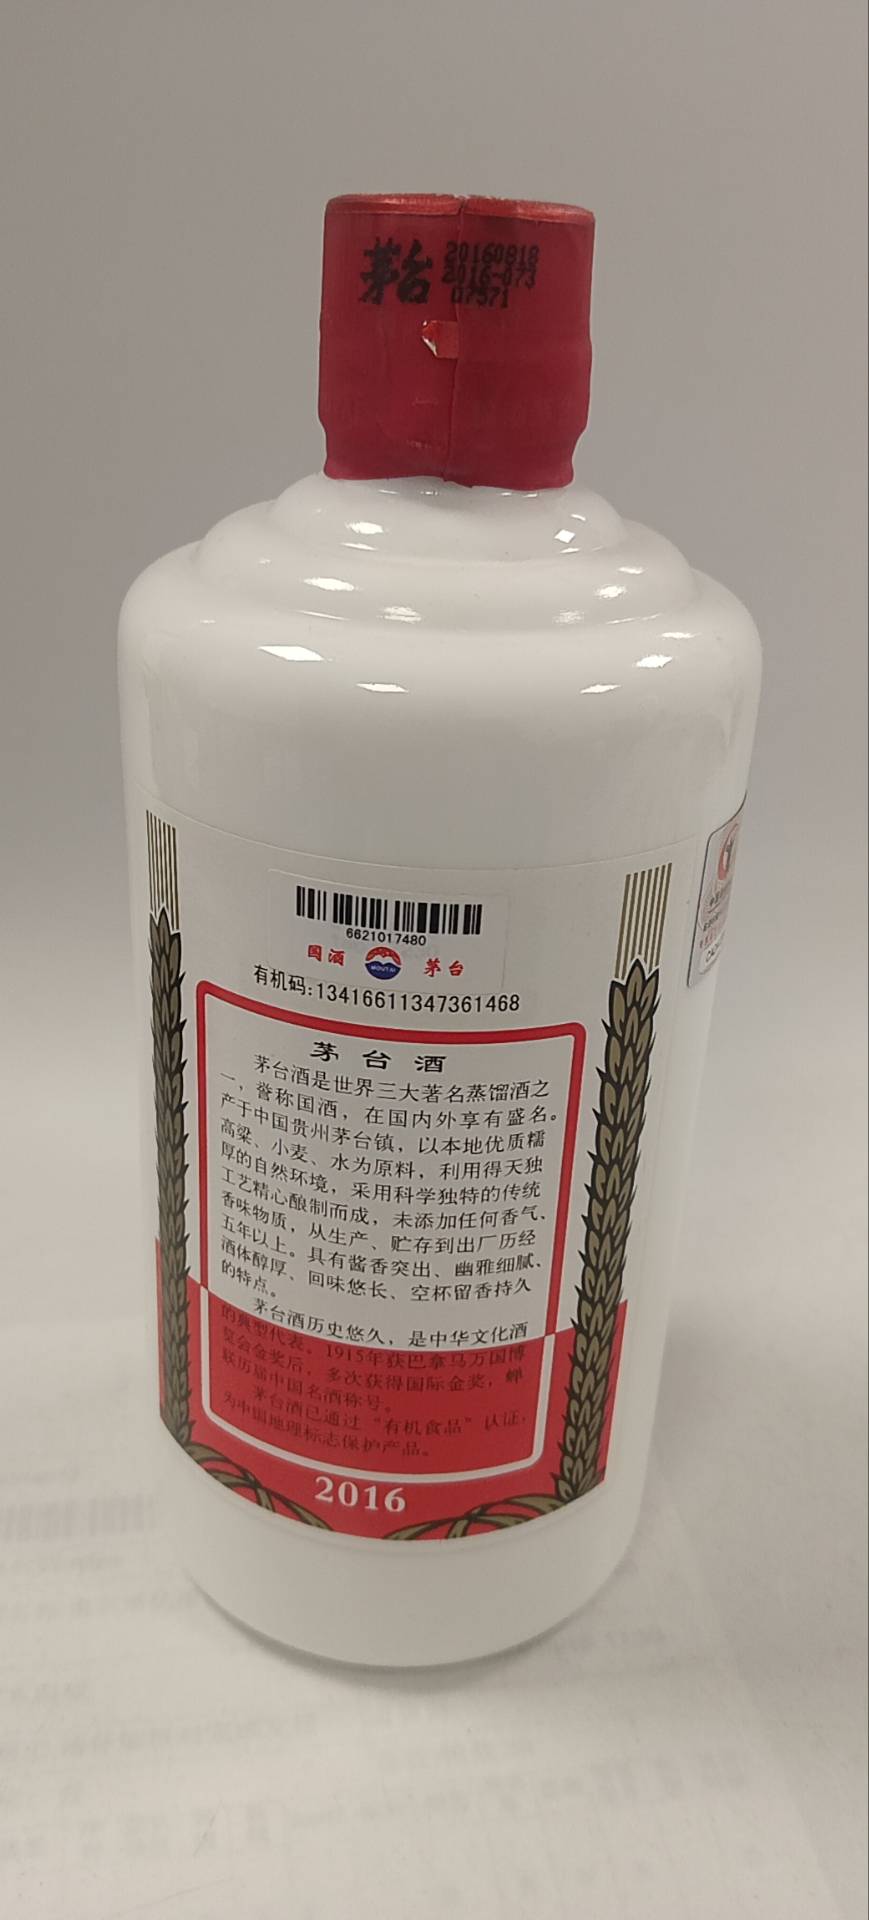 茅台
20160818
2016-073
07571
6621017480
国酒 MOUTAI 茅台
有机码:13416611347361468
茅台酒
茅台酒是世界三大著名蒸馏酒之
一，誉称国酒，在国内外享有盛名。
产于中国贵州茅台镇，以本地优质糯
高粱、小麦、水为原料，利用得天独
厚的自然环境，采用科学独特的传统
工艺精心酿制而成，未添加任何香气、
香味物质，从生产、贮存到出厂历经
五年以上。具有酱香突出、幽雅细腻、
酒体醇厚、回味悠长、空杯留香持久
的特点。
茅台酒历史悠久，是中华文化酒
的典型代表。1915年获巴拿马万国博
览会金奖后，多次获得国际金奖，蝉
联历届中国名酒称号。
茅台酒已通过“有机食品”认证，
为中国地理标志保护产品。
2016